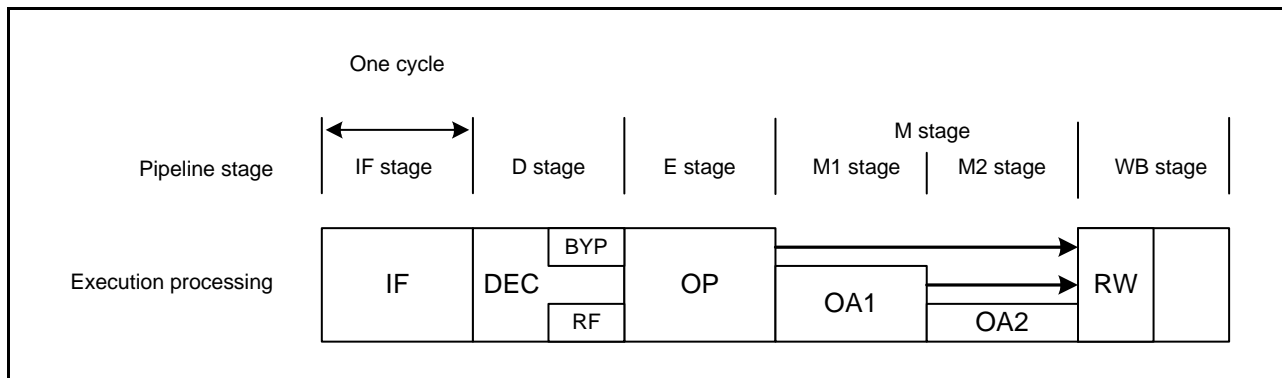 One cycle
M stage
Pipeline stage IF stage D stage E stage M1 stage M2 stage WB stage
BYP
Execution processing IF DEC OP OA1 RW
RF OA2